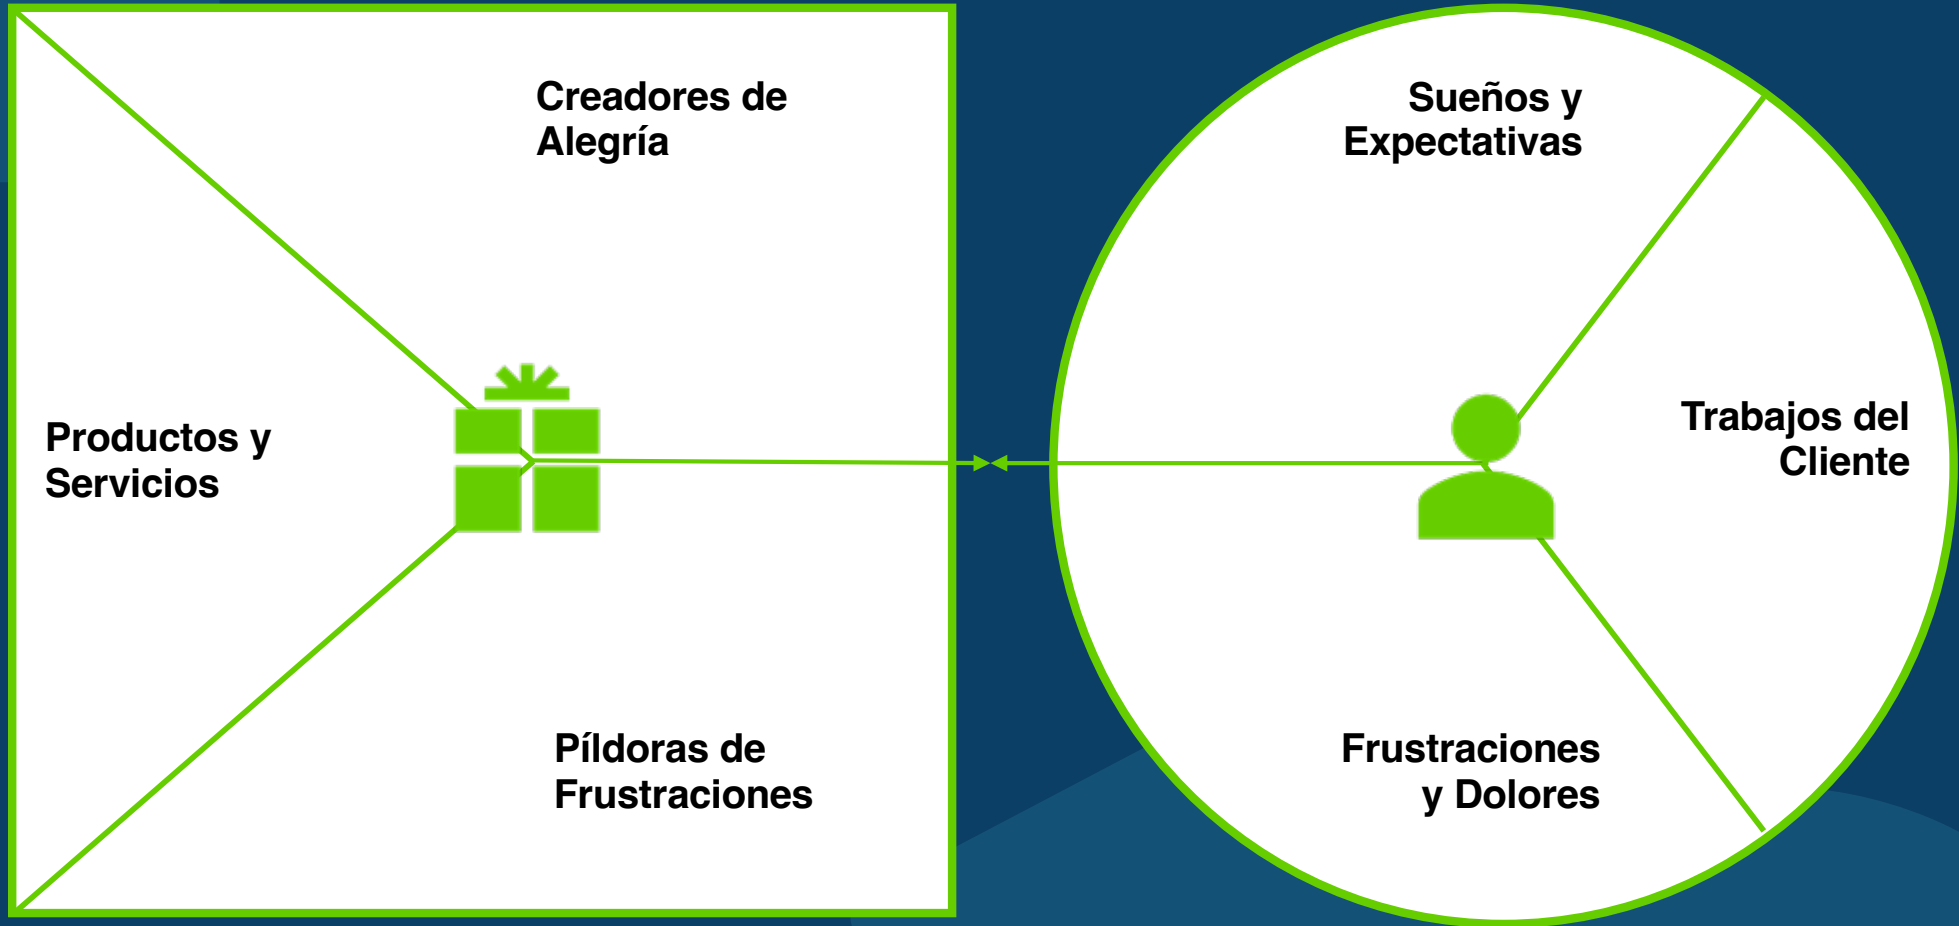 Creadores de
Alegría
Productos y
Servicios
Píldoras de
Frustraciones
Sueños y
Expectativas
Trabajos del
Cliente
Frustraciones
y Dolores